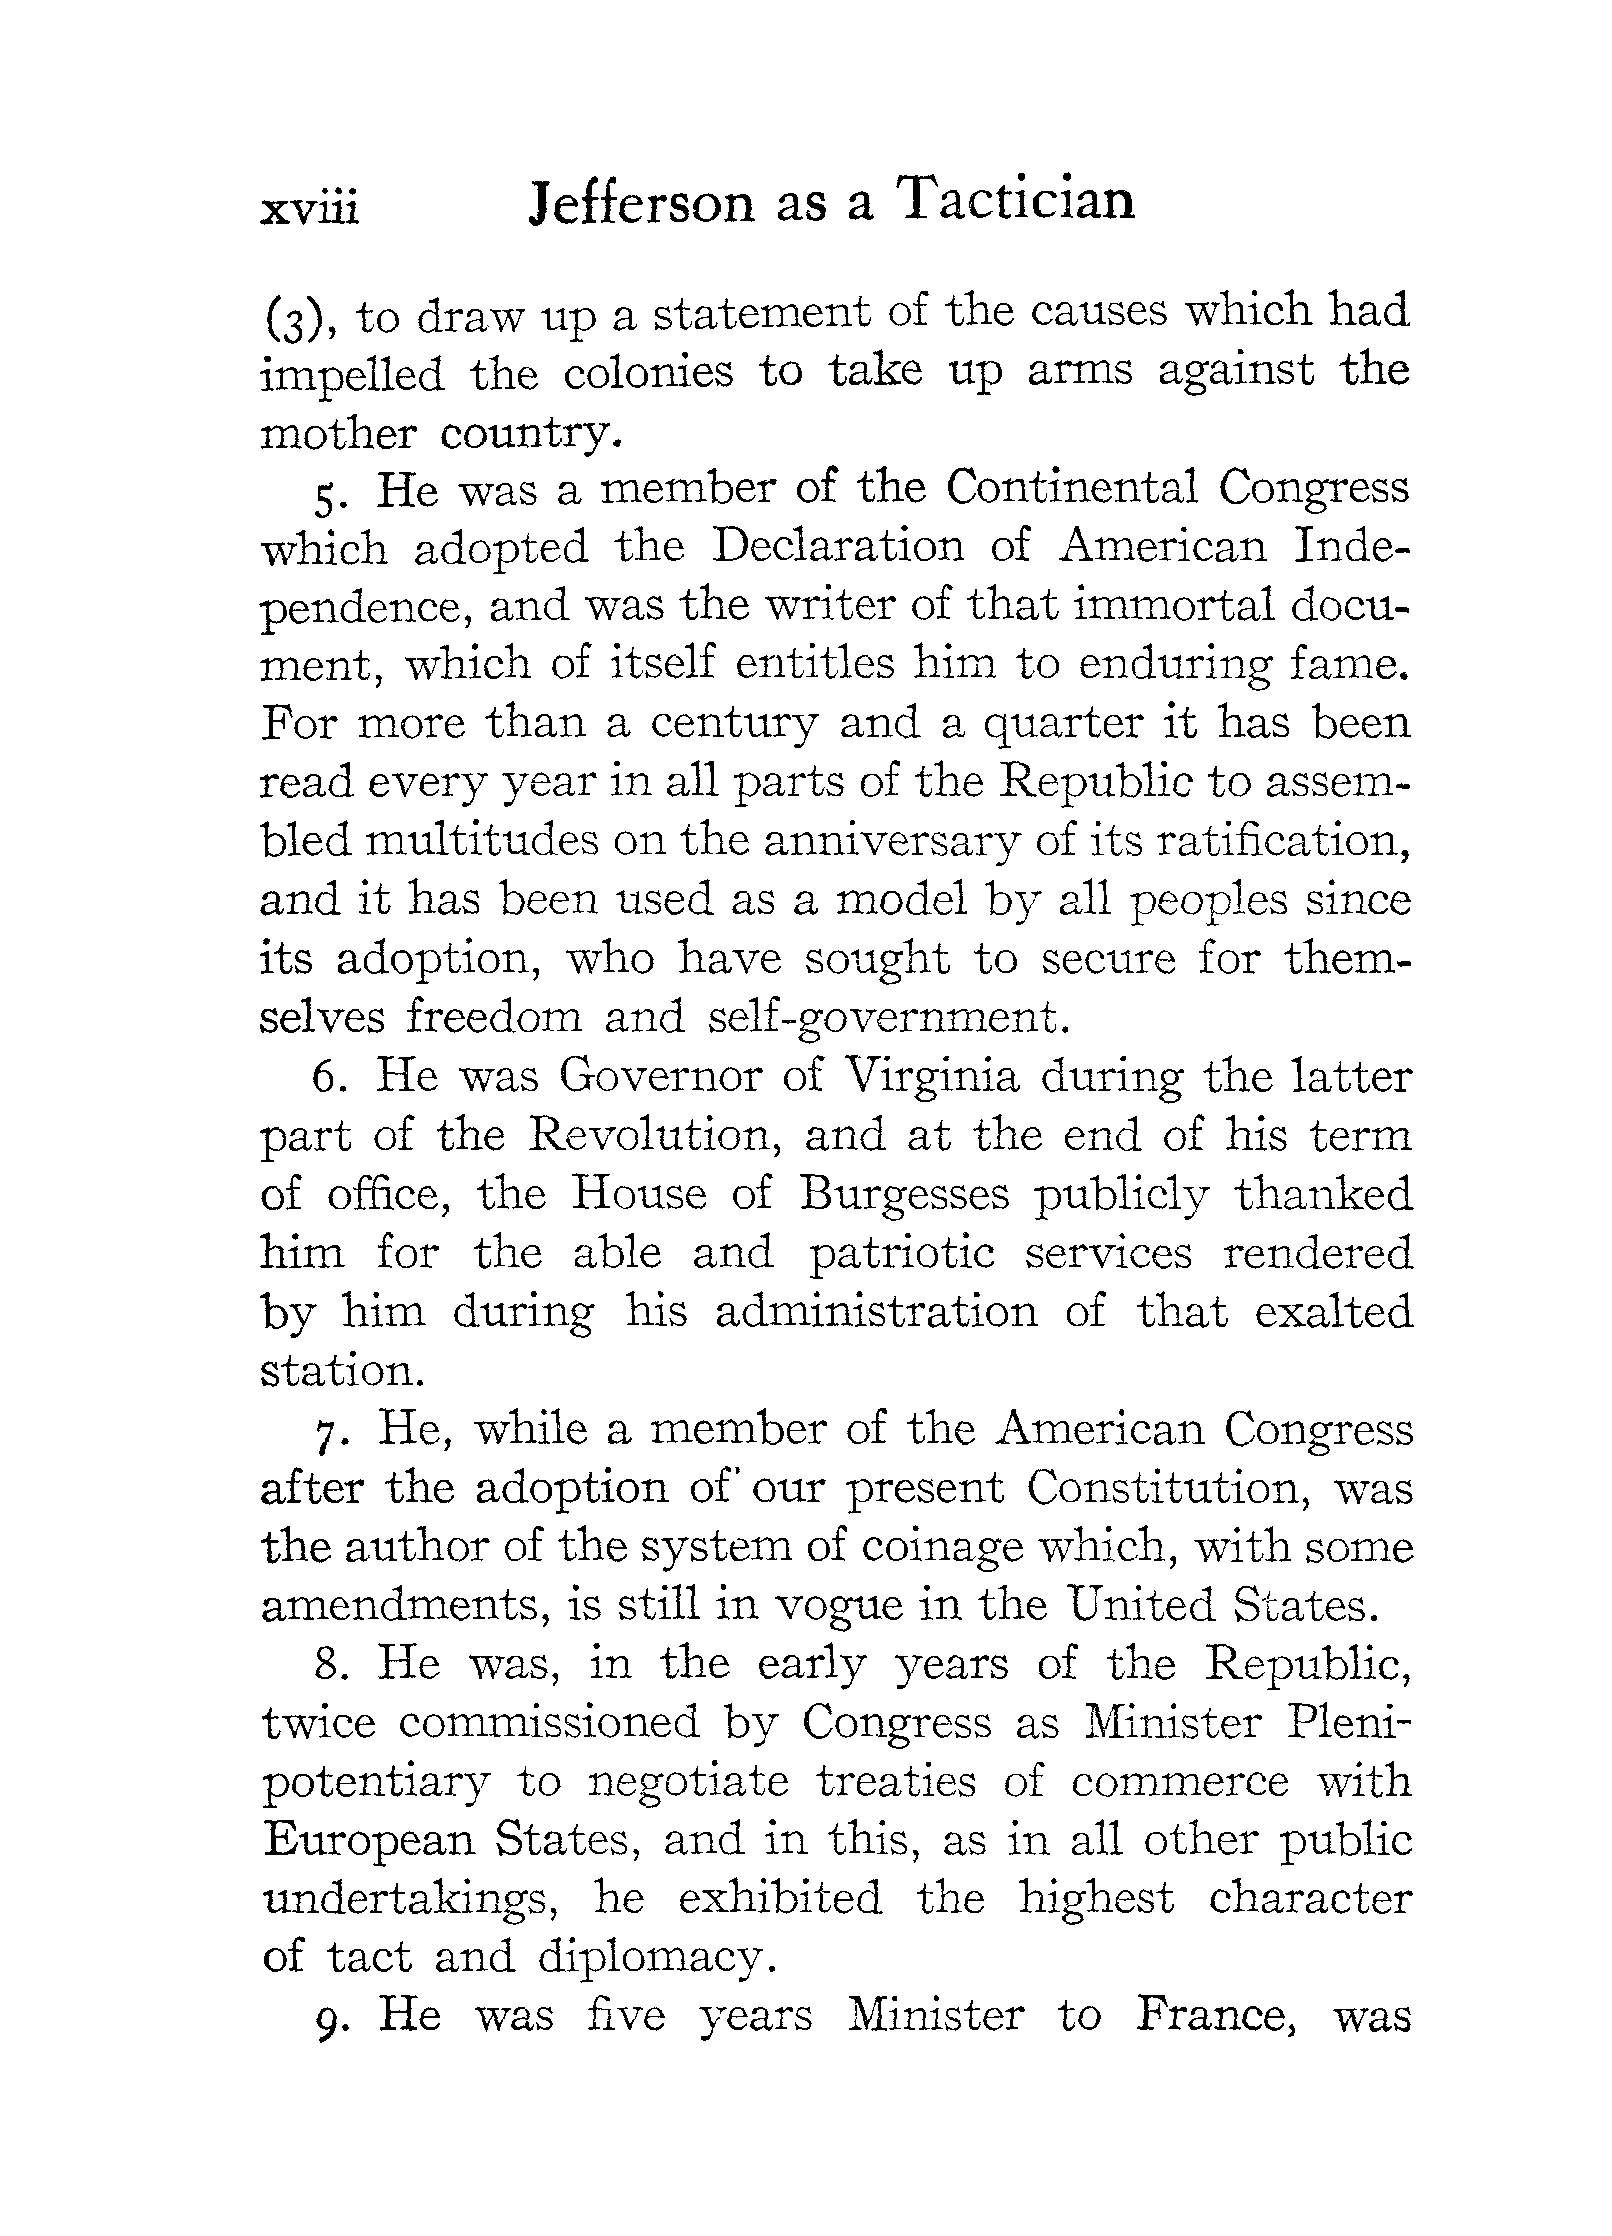 xviii Jefferson as a Tactician
(3), to draw up a statement of the causes which had
impelled the colonies to take up arms against the
mother country.
5. He was a member of the Continental Congress
which adopted the Declaration of American Inde-
pendence, and was the writer of that immortal docu-
ment, which of itself entitles him to enduring fame.
For more than a century and a quarter it has been
read every year in all parts of the Republic to assem-
bled multitudes on the anniversary of its ratification,
and it has been used as a model by all peoples since
its adoption, who have sought to secure for them-
selves freedom and self-government.
6. He was Governor of Virginia during the latter
part of the Revolution, and at the end of his term
of office, the House of Burgesses publicly thanked
him for the able and patriotic services rendered
by him during his administration of that exalted
station.
7. He, while a member of the American Congress
after the adoption of our present Constitution, was
the author of the system of coinage which, with some
amendments, is still in vogue in the United States.
8. He was, in the early years of the Republic,
twice commissioned by Congress as Minister Pleni-
potentiary to negotiate treaties of commerce with
European States, and in this, as in all other public
undertakings, he exhibited the highest character
of tact and diplomacy.
9. He was five years Minister to France, was